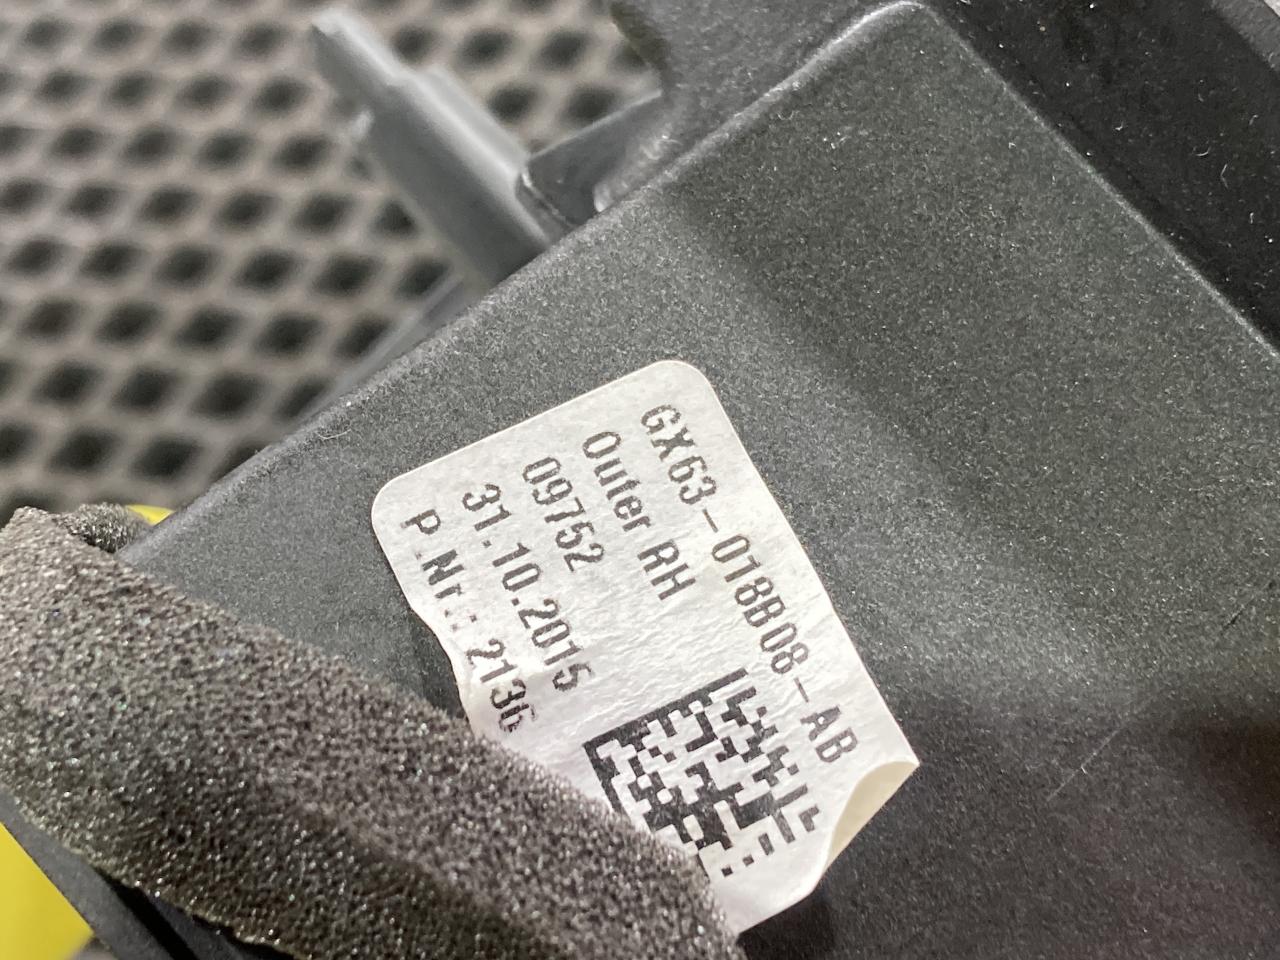 GX63-018B08-AB
Outer RH
09752
31.10.2015
P.Nr.: 2136